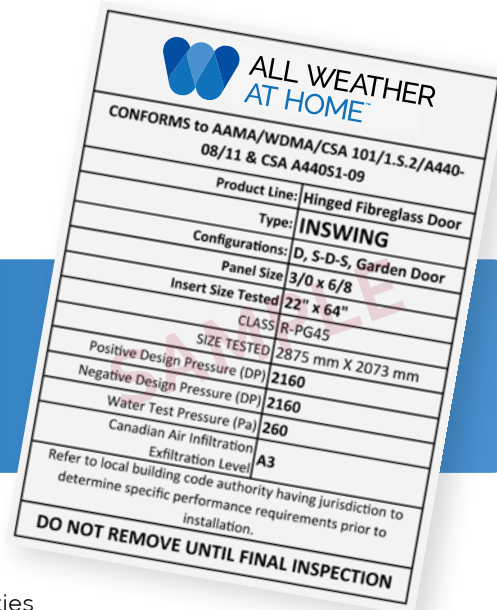 ALL WEATHER
AT HOME™
CONFORMS to AAMA/WDMA/CSA 101/1.S.2/A440-
08/11 & CSA A440S1-09
Product Line: Hinged Fibreglass Door
Type: INSWING
Configurations: D, S-D-S, Garden Door
Panel Size 3/0 x 6/8
Insert Size Tested 22" x 64"
CLASS R-PG45
SIZE TESTED 2875 mm X 2073 mm
Positive Design Pressure (DP) 2160
Negative Design Pressure (DP) 2160
Water Test Pressure (Pa) 260
Canadian Air Infiltration
Exfiltration Level A3
Refer to local building code authority having jurisdiction to
determine specific performance requirements prior to
installation.
DO NOT REMOVE UNTIL FINAL INSPECTION
SAMPLE
ties